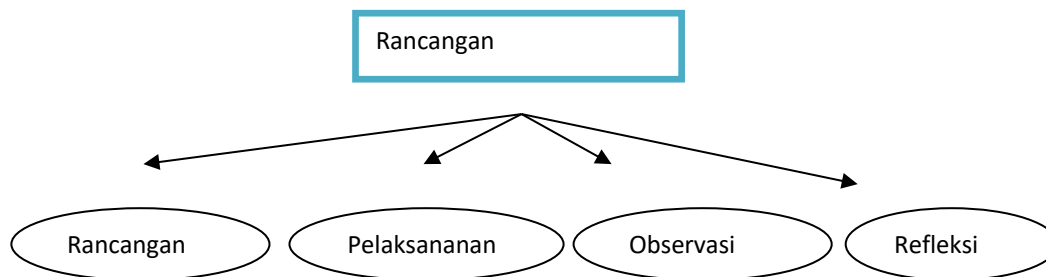 Rancangan
Rancangan
Pelaksananan
Observasi
Refleksi